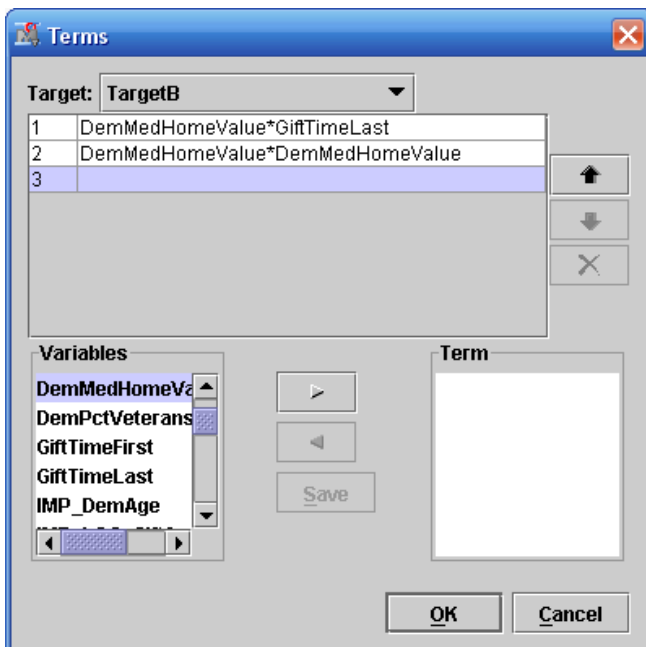 Terms
Target: TargetB
1 DemMedHomeValue*GiftTimeLast
2 DemMedHomeValue*DemMedHomeValue
3
Variables
Term
DemMedHomeVa
DemPctVeterans
GiftTimeFirst
GiftTimeLast
IMP_DemAge
Save
OK
Cancel